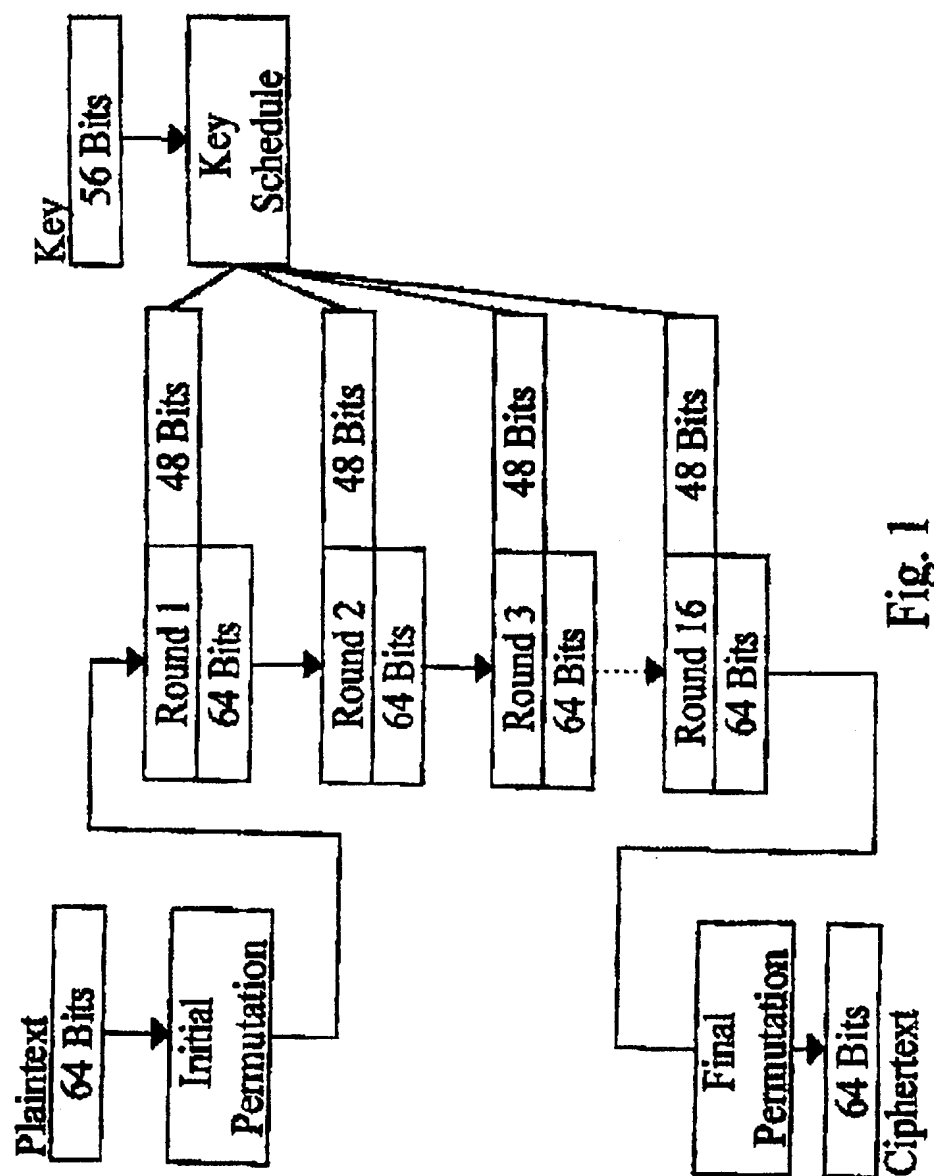 Plaintext
64 Bits
Initial
Permutation
Final
Permutation
64 Bits
Ciphertext
Round 1
64 Bits
48 Bits
Round 2
64 Bits
48 Bits
Round 3
64 Bits
48 Bits
Round 16
64 Bits
48 Bits
Key
56 Bits
Key
Schedule
Fig. 1